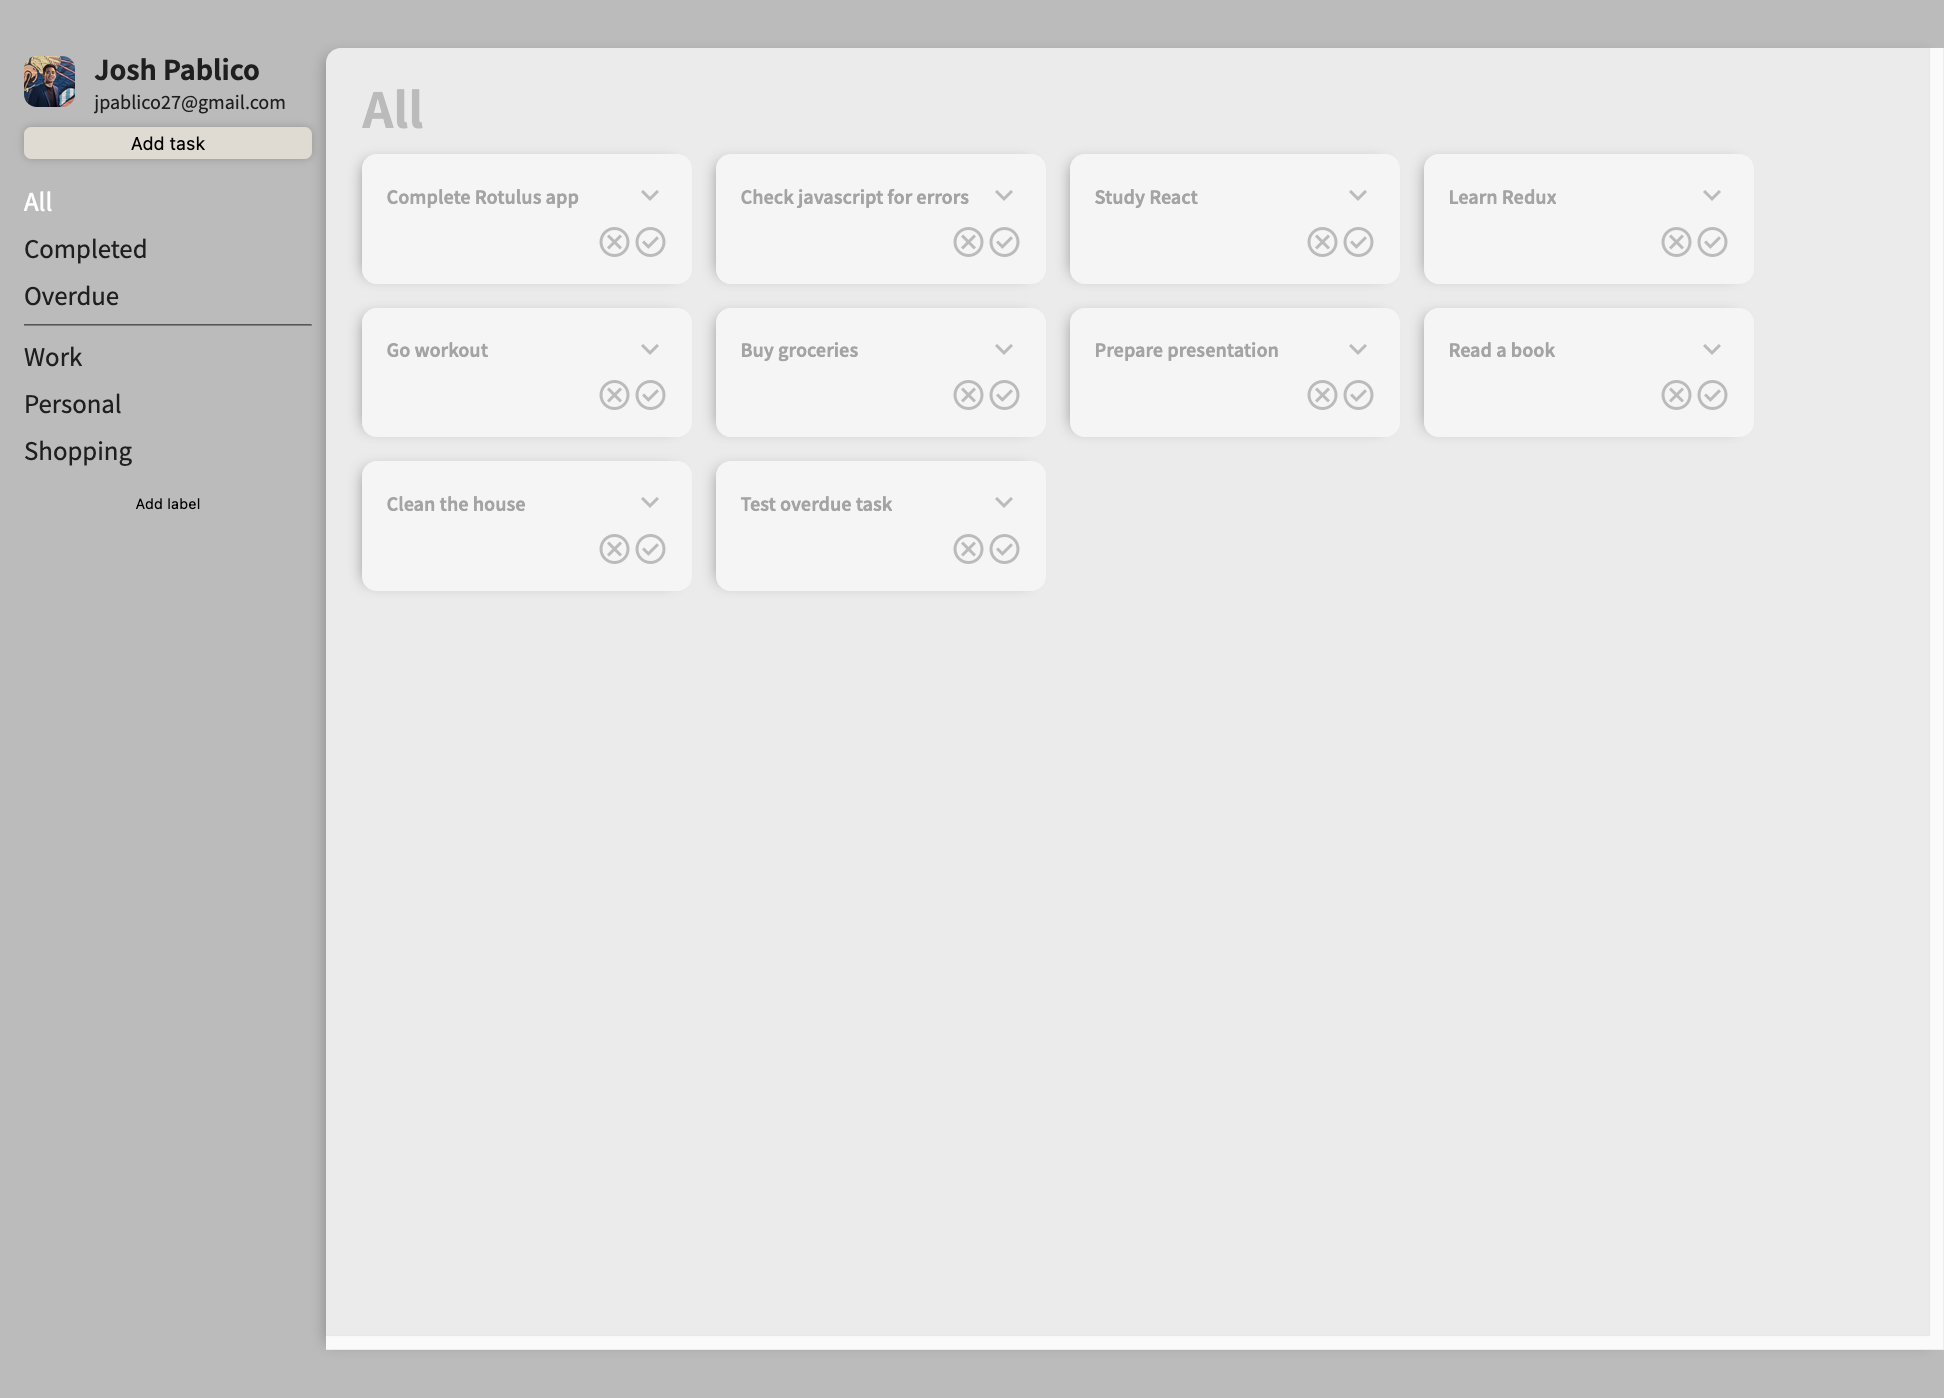 Josh Pablico
jpablico27@gmail.com
Add task
All
Completed
Overdue
Work
Personal
Shopping
Add label
All
Complete Rotulus app
Check javascript for errors
Study React
Learn Redux
Go workout
Buy groceries
Prepare presentation
Read a book
Clean the house
Test overdue task